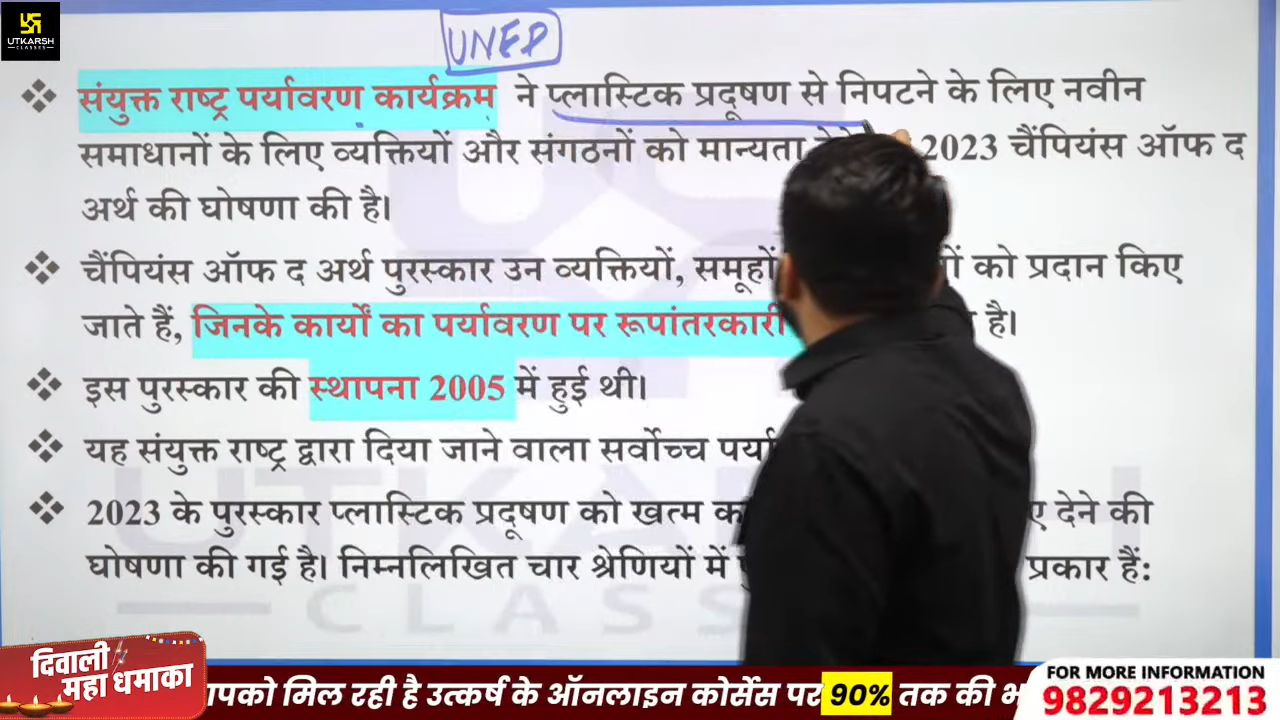 UTKARSH
CLASSES
UNEP
संयुक्त राष्ट्र पर्यावरण कार्यक्रम ने प्लास्टिक प्रदूषण से निपटने के लिए नवीन
समाधानों के लिए व्यक्तियों और संगठनों को मान्यता 2023 चैंपियंस ऑफ द
अर्थ की घोषणा की है।
चैंपियंस ऑफ द अर्थ पुरस्कार उन व्यक्तियों, समूहों को प्रदान किए
जाते हैं, जिनके कार्यों का पर्यावरण पर रूपांतरकारी है।
इस पुरस्कार की स्थापना 2005 में हुई थी।
यह संयुक्त राष्ट्र द्वारा दिया जाने वाला सर्वोच्च
2023 के पुरस्कार प्लास्टिक प्रदूषण को खत्म देने की
घोषणा की गई है। निम्नलिखित चार श्रेणियों में प्रकार हैं:
UTKARSH
CLASSES
दिवाली
महा धमाका
मिल रही है उत्कर्ष के ऑनलाइन कोर्सेस पर 90% तक की
FOR MORE INFORMATION
9829213213